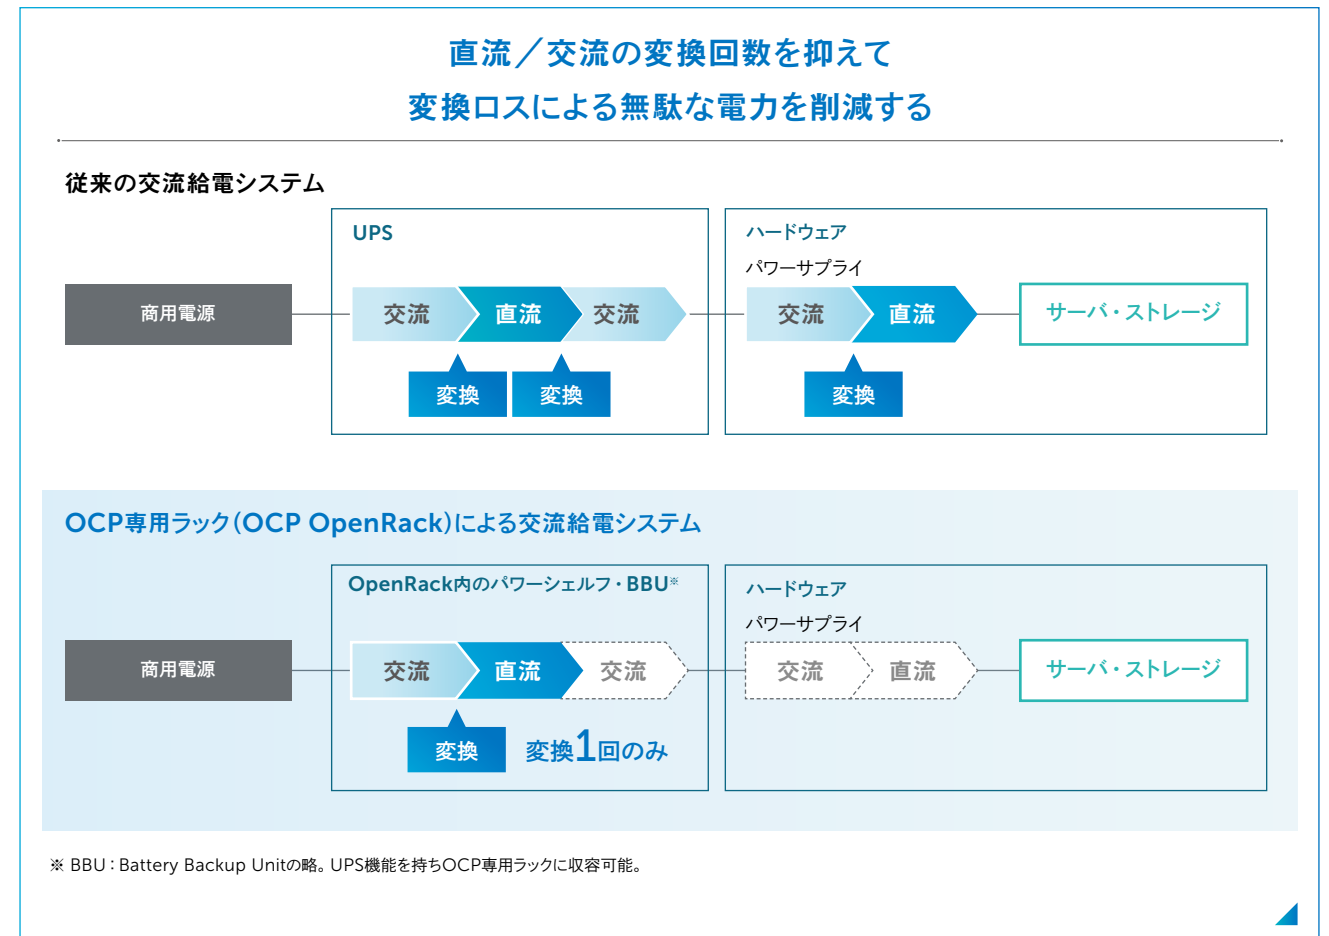 直流／交流の変換回数を抑えて
変換ロスによる無駄な電力を削減する
従来の交流給電システム
UPS
ハードウェア
パワーサプライ
商用電源
交流
直流
交流
交流
直流
サーバ・ストレージ
変換
変換
変換
OCP専用ラック(OCP OpenRack)による交流給電システム
OpenRack内のパワーシェルフ・BBU※
ハードウェア
パワーサプライ
商用電源
交流
直流
交流
交流
直流
サーバ・ストレージ
変換
変換1回のみ
※ BBU：Battery Backup Unitの略。UPS機能を持ちOCP専用ラックに収容可能。